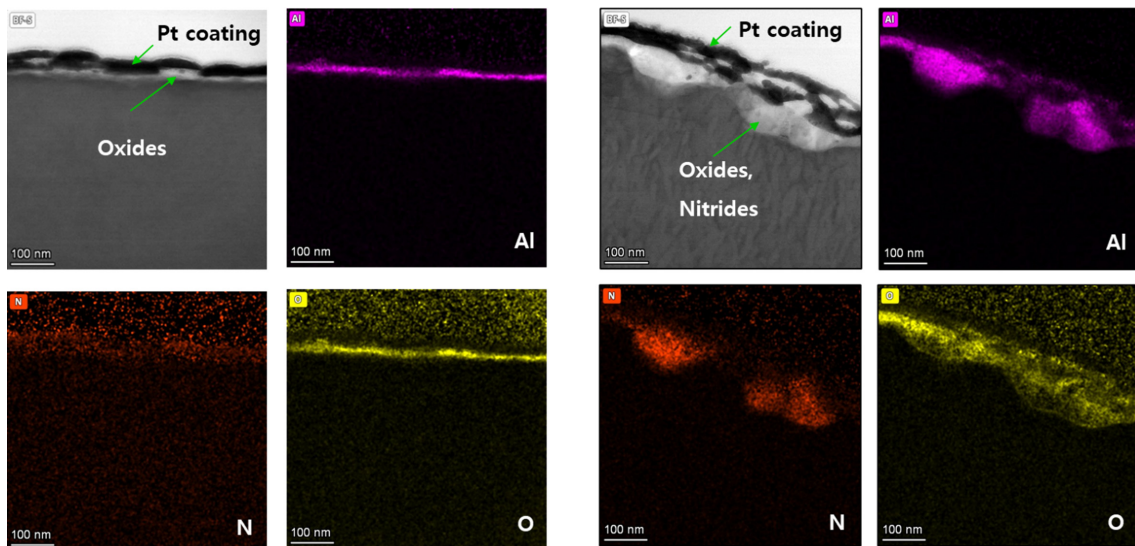 BF-S
Pt coating
Oxides
100 nm
Al
Al
100 nm
N
N
100 nm
O
O
100 nm
BF-S
Pt coating
Oxides,
Nitrides
100 nm
Al
Al
100 nm
N
N
100 nm
O
O
100 nm